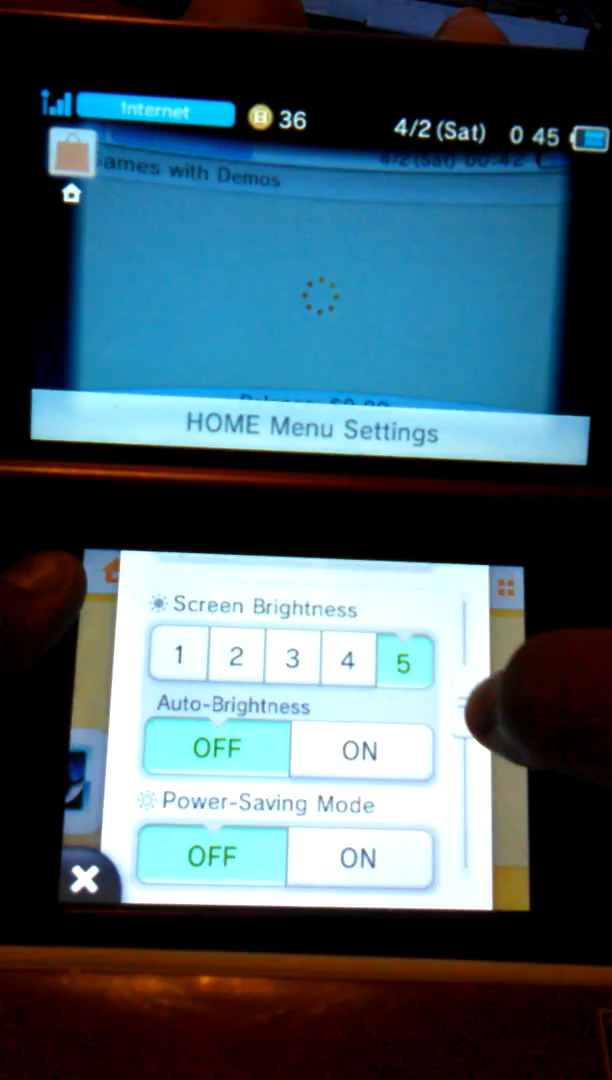 Internet
36
4/2 (Sat)
0 45
4/2 (Sat) 00:42
Games with Demos
HOME Menu Settings
Screen Brightness
1 2 3 4 5
Auto-Brightness
OFF ON
Power-Saving Mode
OFF ON